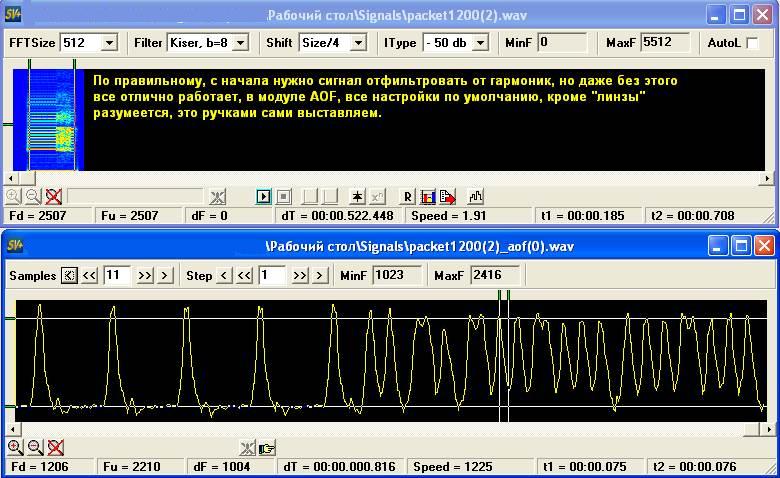 SV+ .\Рабочий стол\Signals\packet1200(2).wav
FFTSize 512 Filter Kiser, b=8 Shift Size/4 IType - 50 db MinF 0 MaxF 5512 AutoL
По правильному, с начала нужно сигнал отфильтровать от гармоник, но даже без этого
все отлично работает, в модуле AOF, все настройки по умолчанию, кроме "линзы"
разумеется, это ручками сами выставляем.
R
Fd = 2507 Fu = 2507 dF = 0 dT = 00:00.522.448 Speed = 1.91 t1 = 00:00.185 t2 = 00:00.708
SV+ \Рабочий стол\Signals\packet1200(2)_aof(0).wav
Samples < << 11 >> > Step < << 1 >> > MinF 1023 MaxF 2416
Fd = 1206 Fu = 2210 dF = 1004 dT = 00:00.000.816 Speed = 1225 t1 = 00:00.075 t2 = 00:00.076